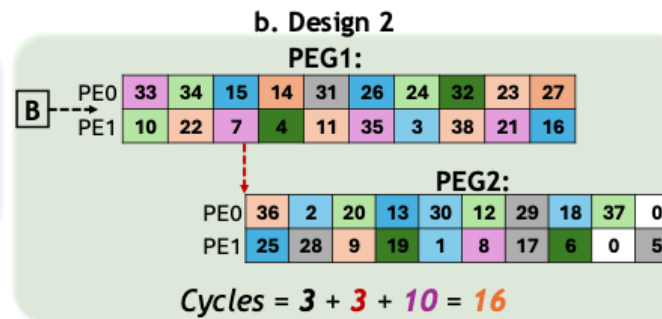 b. Design 2
PEG1:
B
PE0 33 34 15 14 31 26 24 32 23 27
PE1 10 22 7 4 11 35 3 38 21 16
PEG2:
PE0 36 2 20 13 30 12 29 18 37 0
PE1 25 28 9 19 1 8 17 6 0 5
Cycles = 3 + 3 + 10 = 16